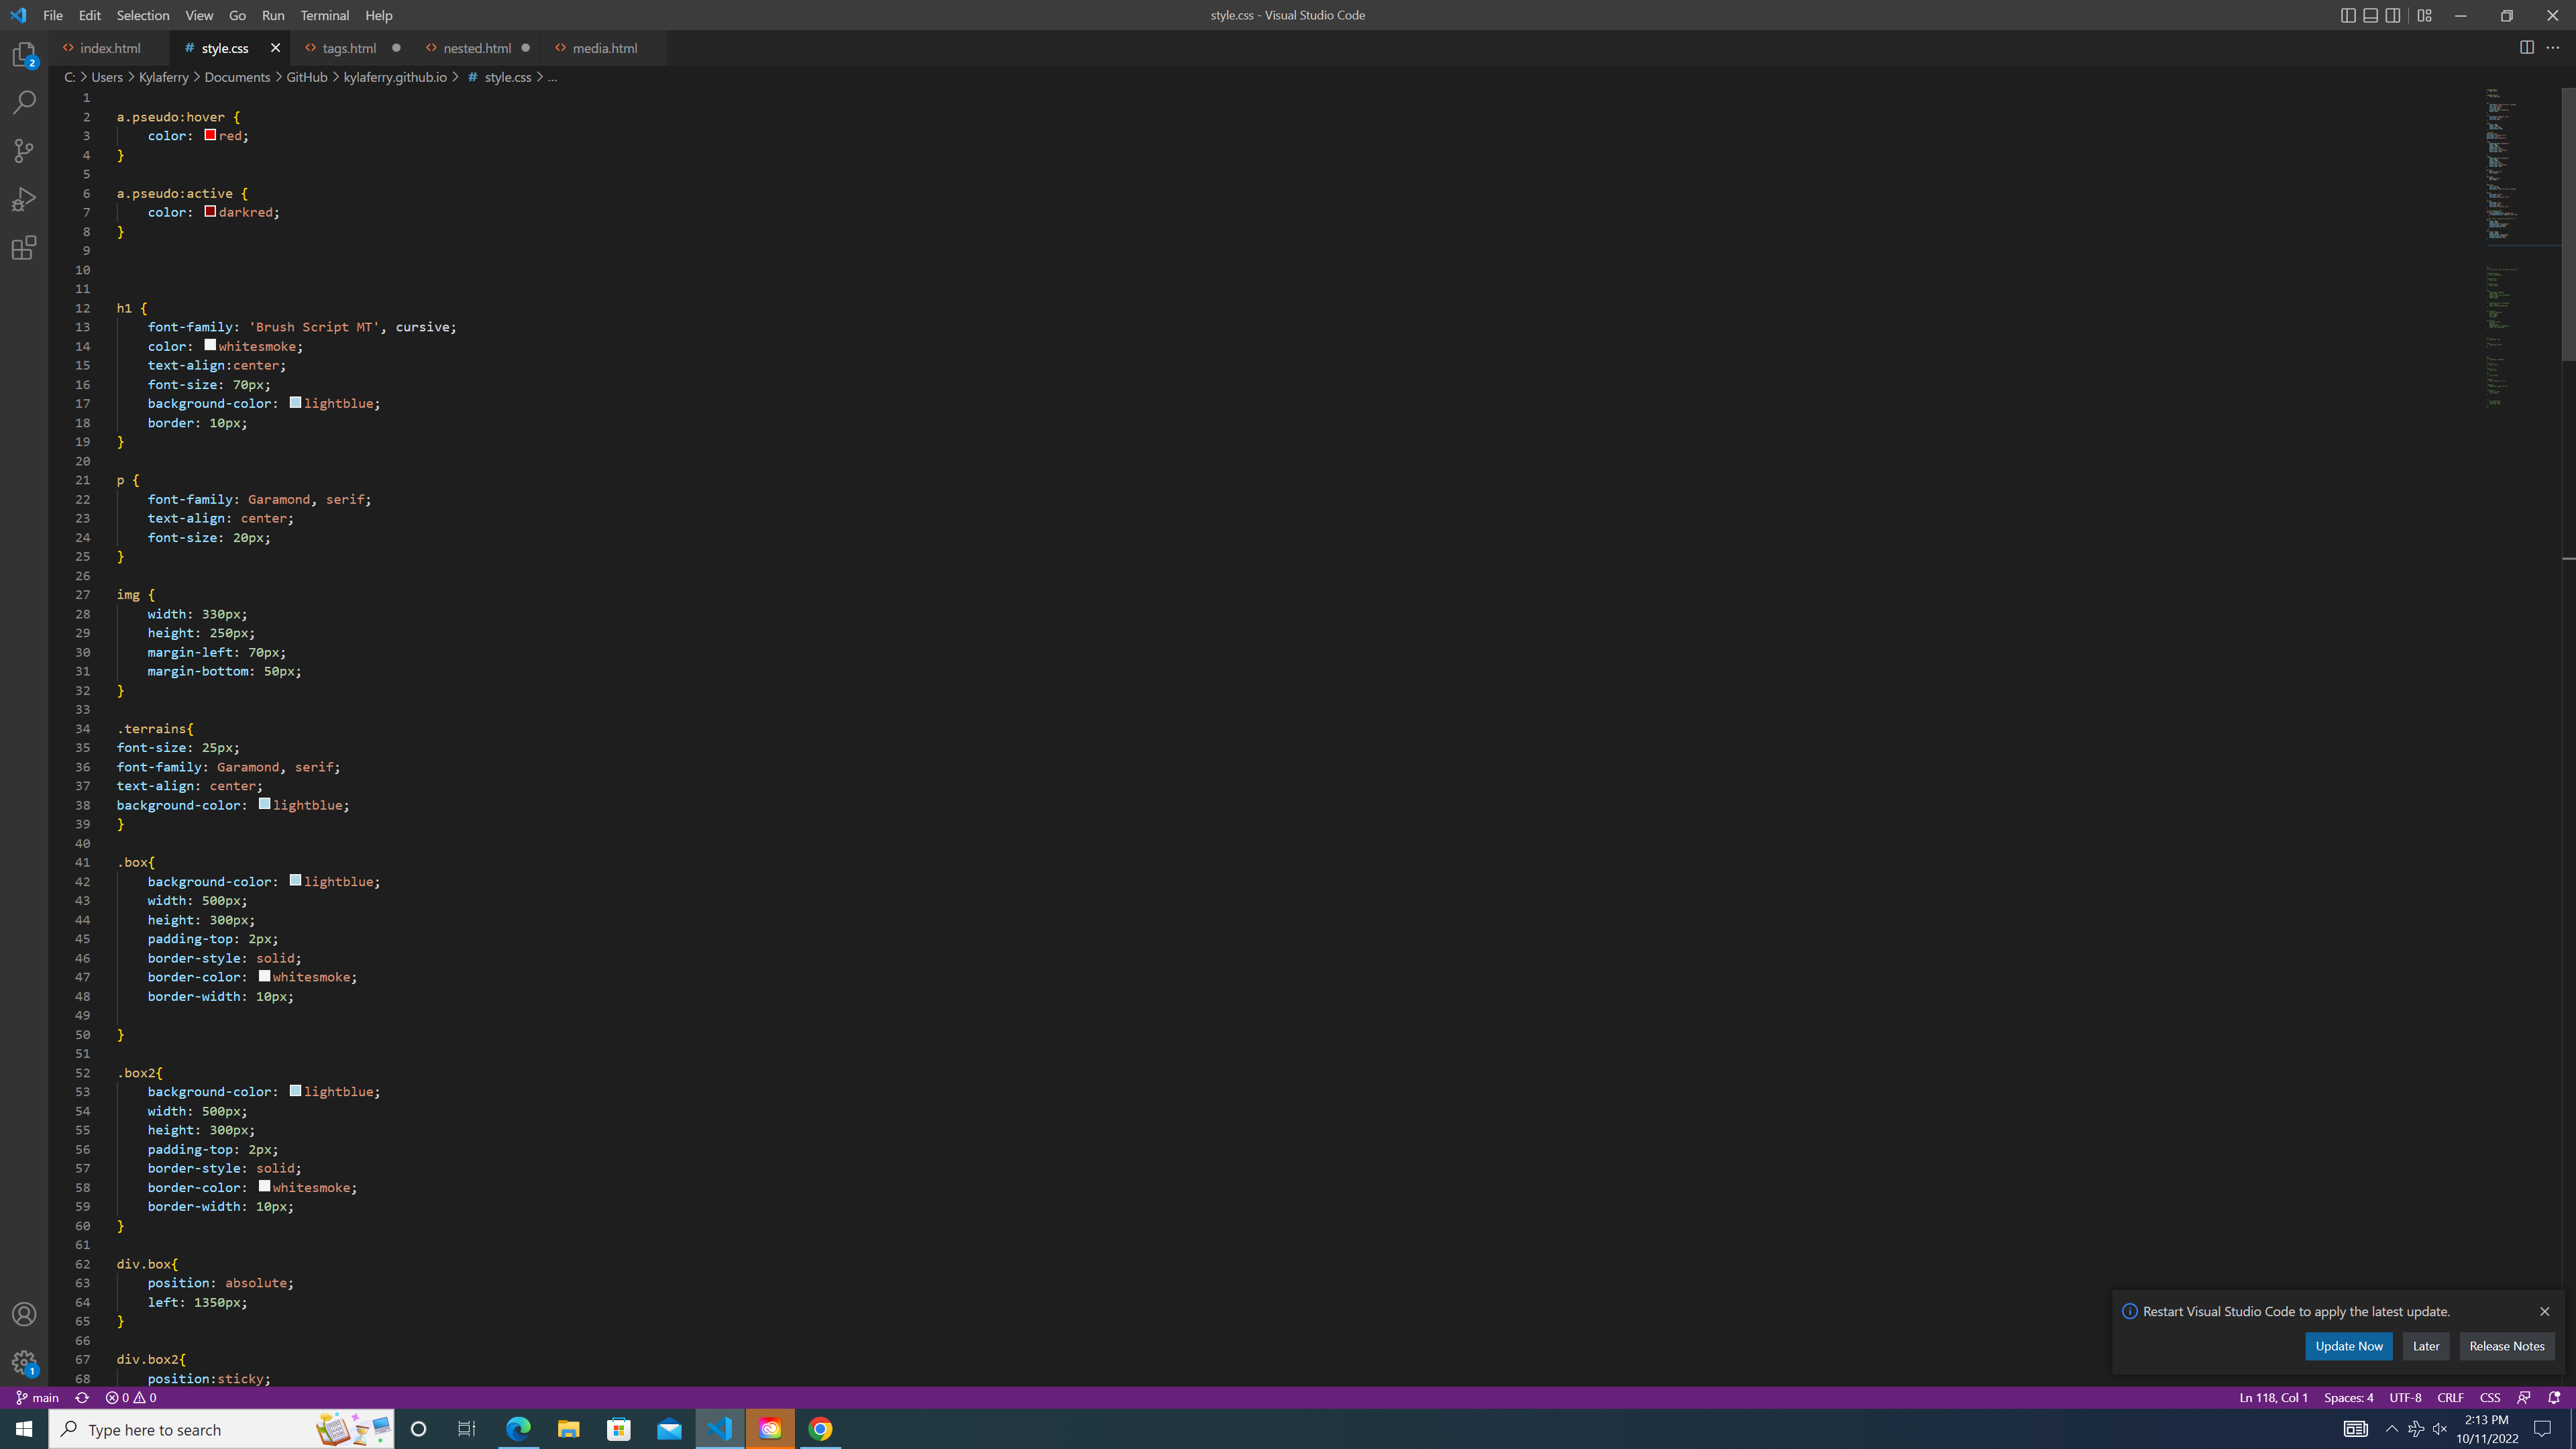 File Edit Selection View Go Run Terminal Help
style.css - Visual Studio Code
index.html
style.css
tags.html
nested.html
media.html
C: > Users > Kylaferry > Documents > GitHub > kylaferry.github.io > # style.css > ...
1
2 a.pseudo:hover {
3 color: red;
4 }
5
6 a.pseudo:active {
7 color: darkred;
8 }
9
10
11
12 h1 {
13 font-family: 'Brush Script MT', cursive;
14 color: whitesmoke;
15 text-align:center;
16 font-size: 70px;
17 background-color: lightblue;
18 border: 10px;
19 }
20
21 p {
22 font-family: Garamond, serif;
23 text-align: center;
24 font-size: 20px;
25 }
26
27 img {
28 width: 330px;
29 height: 250px;
30 margin-left: 70px;
31 margin-bottom: 50px;
32 }
33
34 .terrains{
35 font-size: 25px;
36 font-family: Garamond, serif;
37 text-align: center;
38 background-color: lightblue;
39 }
40
41 .box{
42 background-color: lightblue;
43 width: 500px;
44 height: 300px;
45 padding-top: 2px;
46 border-style: solid;
47 border-color: whitesmoke;
48 border-width: 10px;
49
50 }
51
52 .box2{
53 background-color: lightblue;
54 width: 500px;
55 height: 300px;
56 padding-top: 2px;
57 border-style: solid;
58 border-color: whitesmoke;
59 border-width: 10px;
60 }
61
62 div.box{
63 position: absolute;
64 left: 1350px;
65 }
66
67 div.box2{
68 position:sticky;
2
1
Restart Visual Studio Code to apply the latest update.
Update Now Later Release Notes
main 0 0 Ln 118, Col 1 Spaces: 4 UTF-8 CRLF CSS
Type here to search
2:13 PM
10/11/2022